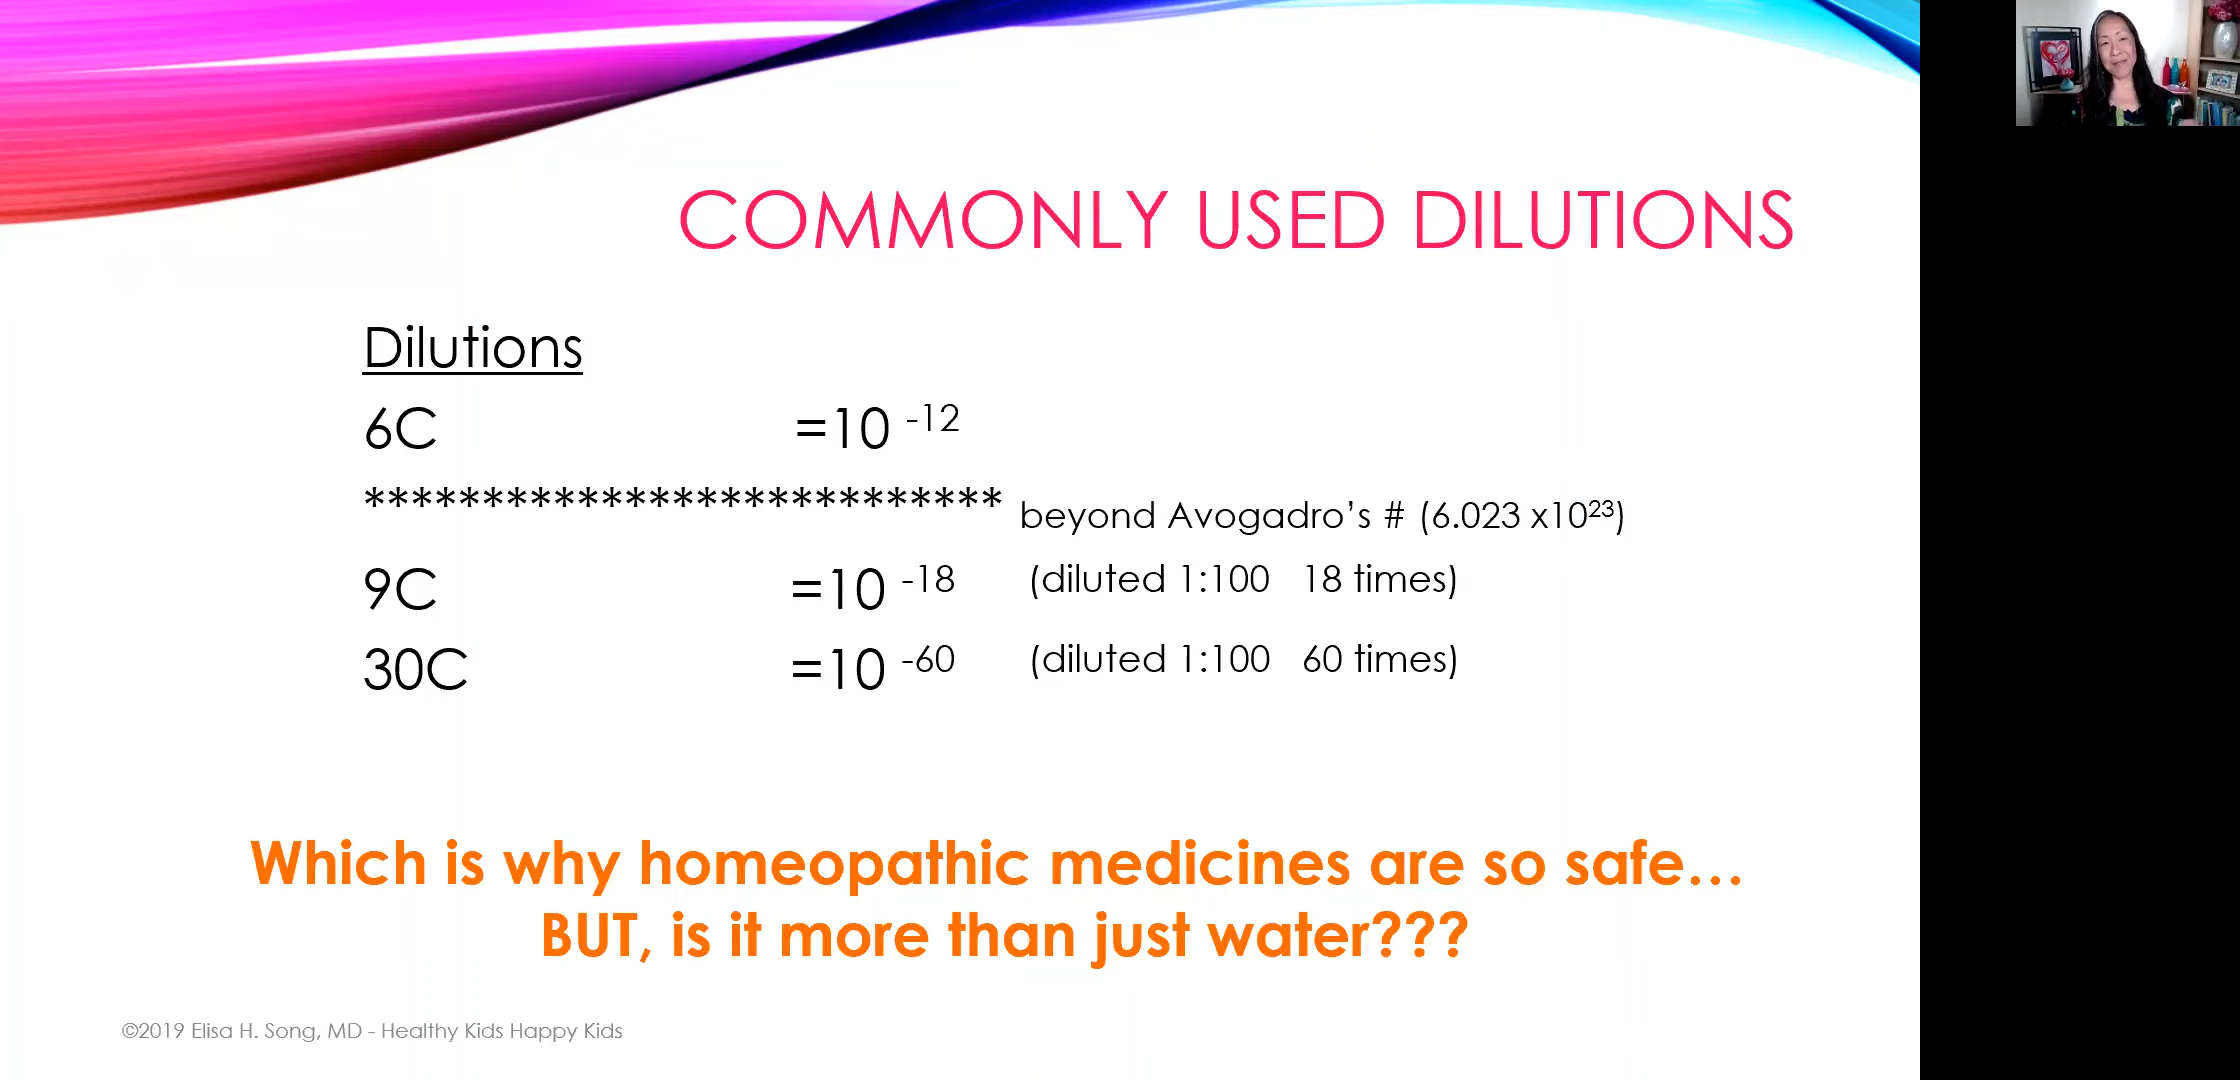 COMMONLY USED DILUTIONS
Dilutions
6C =10 -12
*************************** beyond Avogadro's # (6.023 x10²³)
9C =10 -18 (diluted 1:100 18 times)
30C =10 -60 (diluted 1:100 60 times)
Which is why homeopathic medicines are so safe...
BUT, is it more than just water???
©2019 Elisa H. Song, MD - Healthy Kids Happy Kids